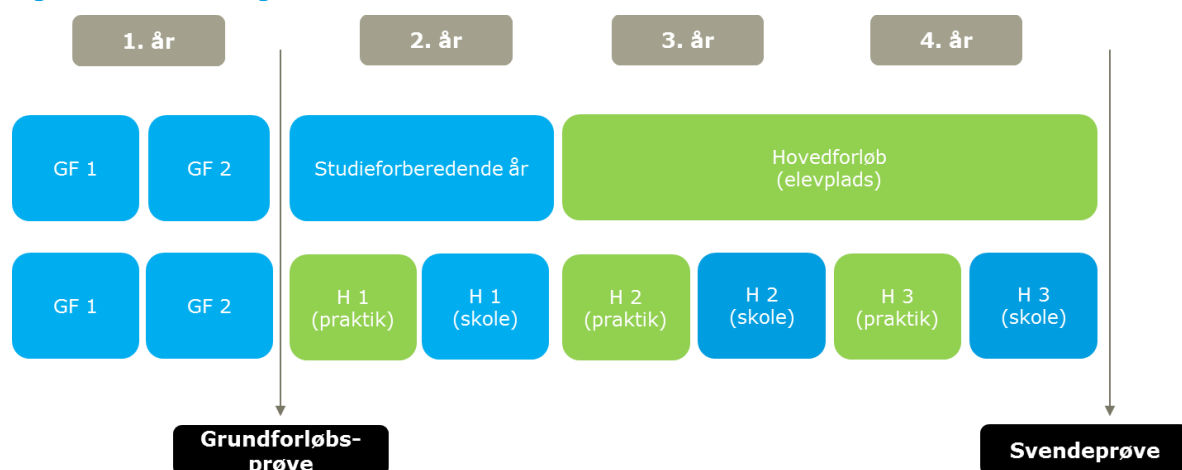 1. år
2. år
3. år
4. år
GF 1
GF 2
Studieforberedende år
Hovedforløb
(elevplads)
GF 1
GF 2
H 1
(praktik)
H 1
(skole)
H 2
(praktik)
H 2
(skole)
H 3
(praktik)
H 3
(skole)
Grundforløbs-
prøve
Svendeprøve